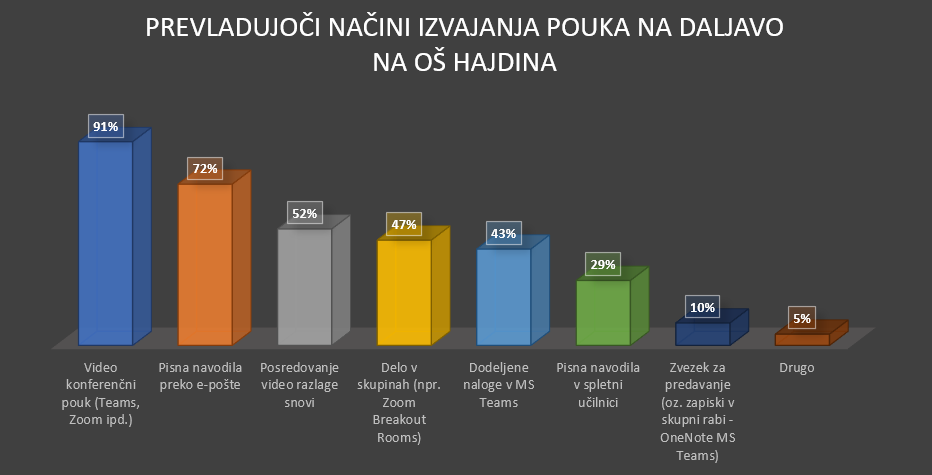 PREVLADUJOČI NAČINI IZVAJANJA POUKA NA DALJAVO
NA OŠ HAJDINA
91%
72%
52%
47%
43%
29%
10%
5%
Video
konferenčni
pouk (Teams,
Zoom ipd.)
Pisna navodila
preko e-pošte
Posredovanje
video razlage
snovi
Delo v
skupinah (npr.
Zoom
Breakout
Rooms)
Dodeljene
naloge v MS
Teams
Pisna navodila
v spletni
učilnici
Zvezek za
predavanje
(oz. zapiski v
skupni rabi -
OneNote MS
Teams)
Drugo